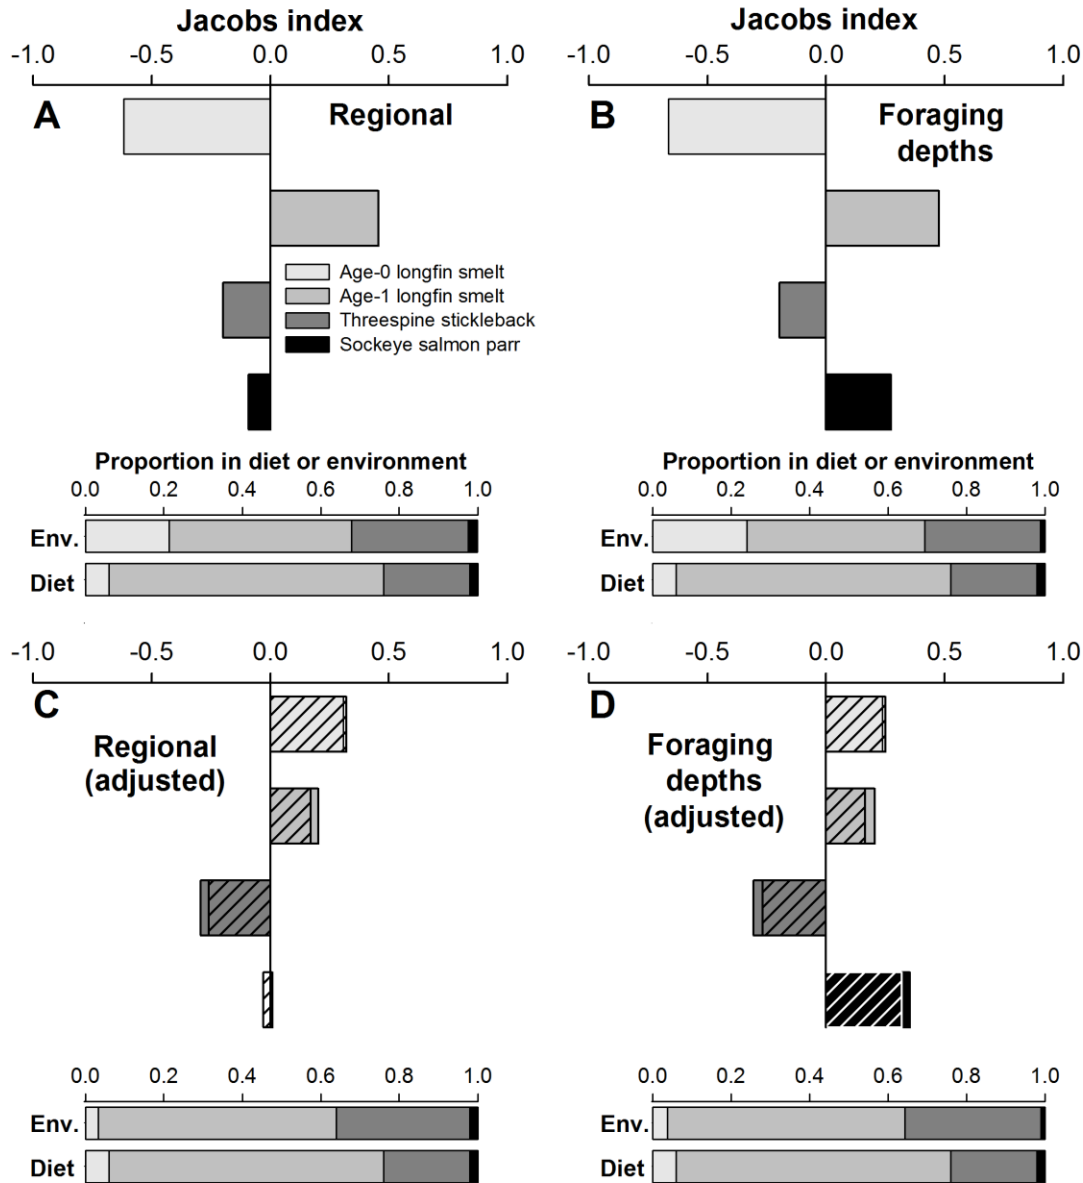 Jacobs index
-1.0 -0.5 0.0 0.5 1.0
A
Regional
Age-0 longfin smelt
Age-1 longfin smelt
Threespine stickleback
Sockeye salmon parr
Proportion in diet or environment
0.0 0.2 0.4 0.6 0.8 1.0
Env.
Diet
Jacobs index
-1.0 -0.5 0.0 0.5 1.0
B
Foraging
depths
Proportion in diet or environment
0.0 0.2 0.4 0.6 0.8 1.0
Env.
Diet
-1.0 -0.5 0.0 0.5 1.0
C
Regional
(adjusted)
0.0 0.2 0.4 0.6 0.8 1.0
Env.
Diet
-1.0 -0.5 0.0 0.5 1.0
D
Foraging
depths
(adjusted)
0.0 0.2 0.4 0.6 0.8 1.0
Env.
Diet